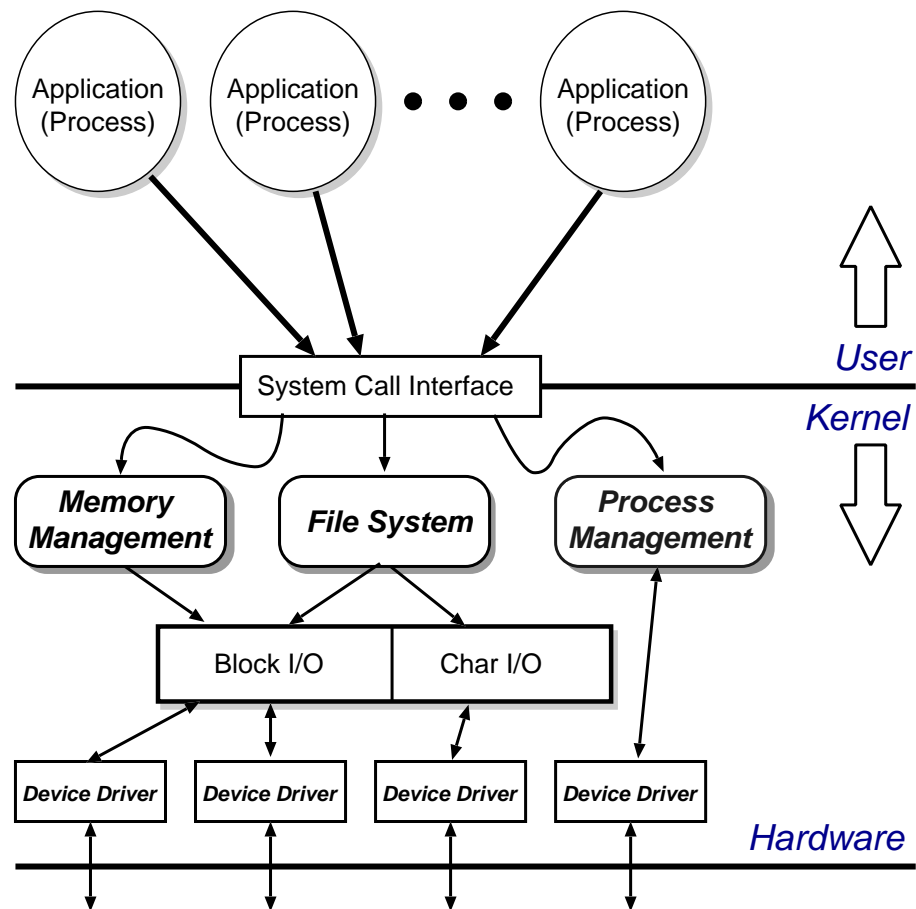 Application
(Process)
Application
(Process)
Application
(Process)
User
System Call Interface
Kernel
Memory
Management
File System
Process
Management
Block I/O
Char I/O
Device Driver
Device Driver
Device Driver
Device Driver
Hardware